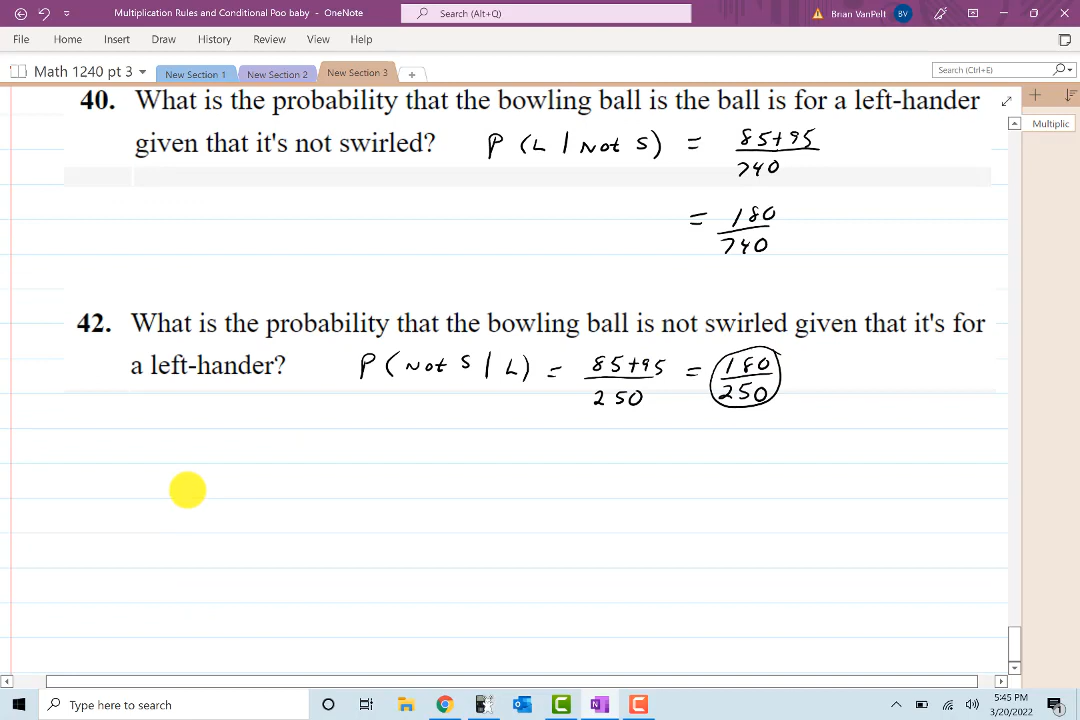 Multiplication Rules and Conditional Poo baby - OneNote
Search (Alt+Q)
Brian VanPelt BV
File Home Insert Draw History Review View Help
Math 1240 pt 3 New Section 1 New Section 2 New Section 3 + Search (Ctrl+E)
Multiplic
40. What is the probability that the bowling ball is the ball is for a left-hander
given that it's not swirled? P (L | Not S) = 85+95/740
= 180/740
42. What is the probability that the bowling ball is not swirled given that it's for
a left-hander? P (Not S | L) = 85+95/250 = 180/250
Type here to search
5:45 PM
3/20/2022
1